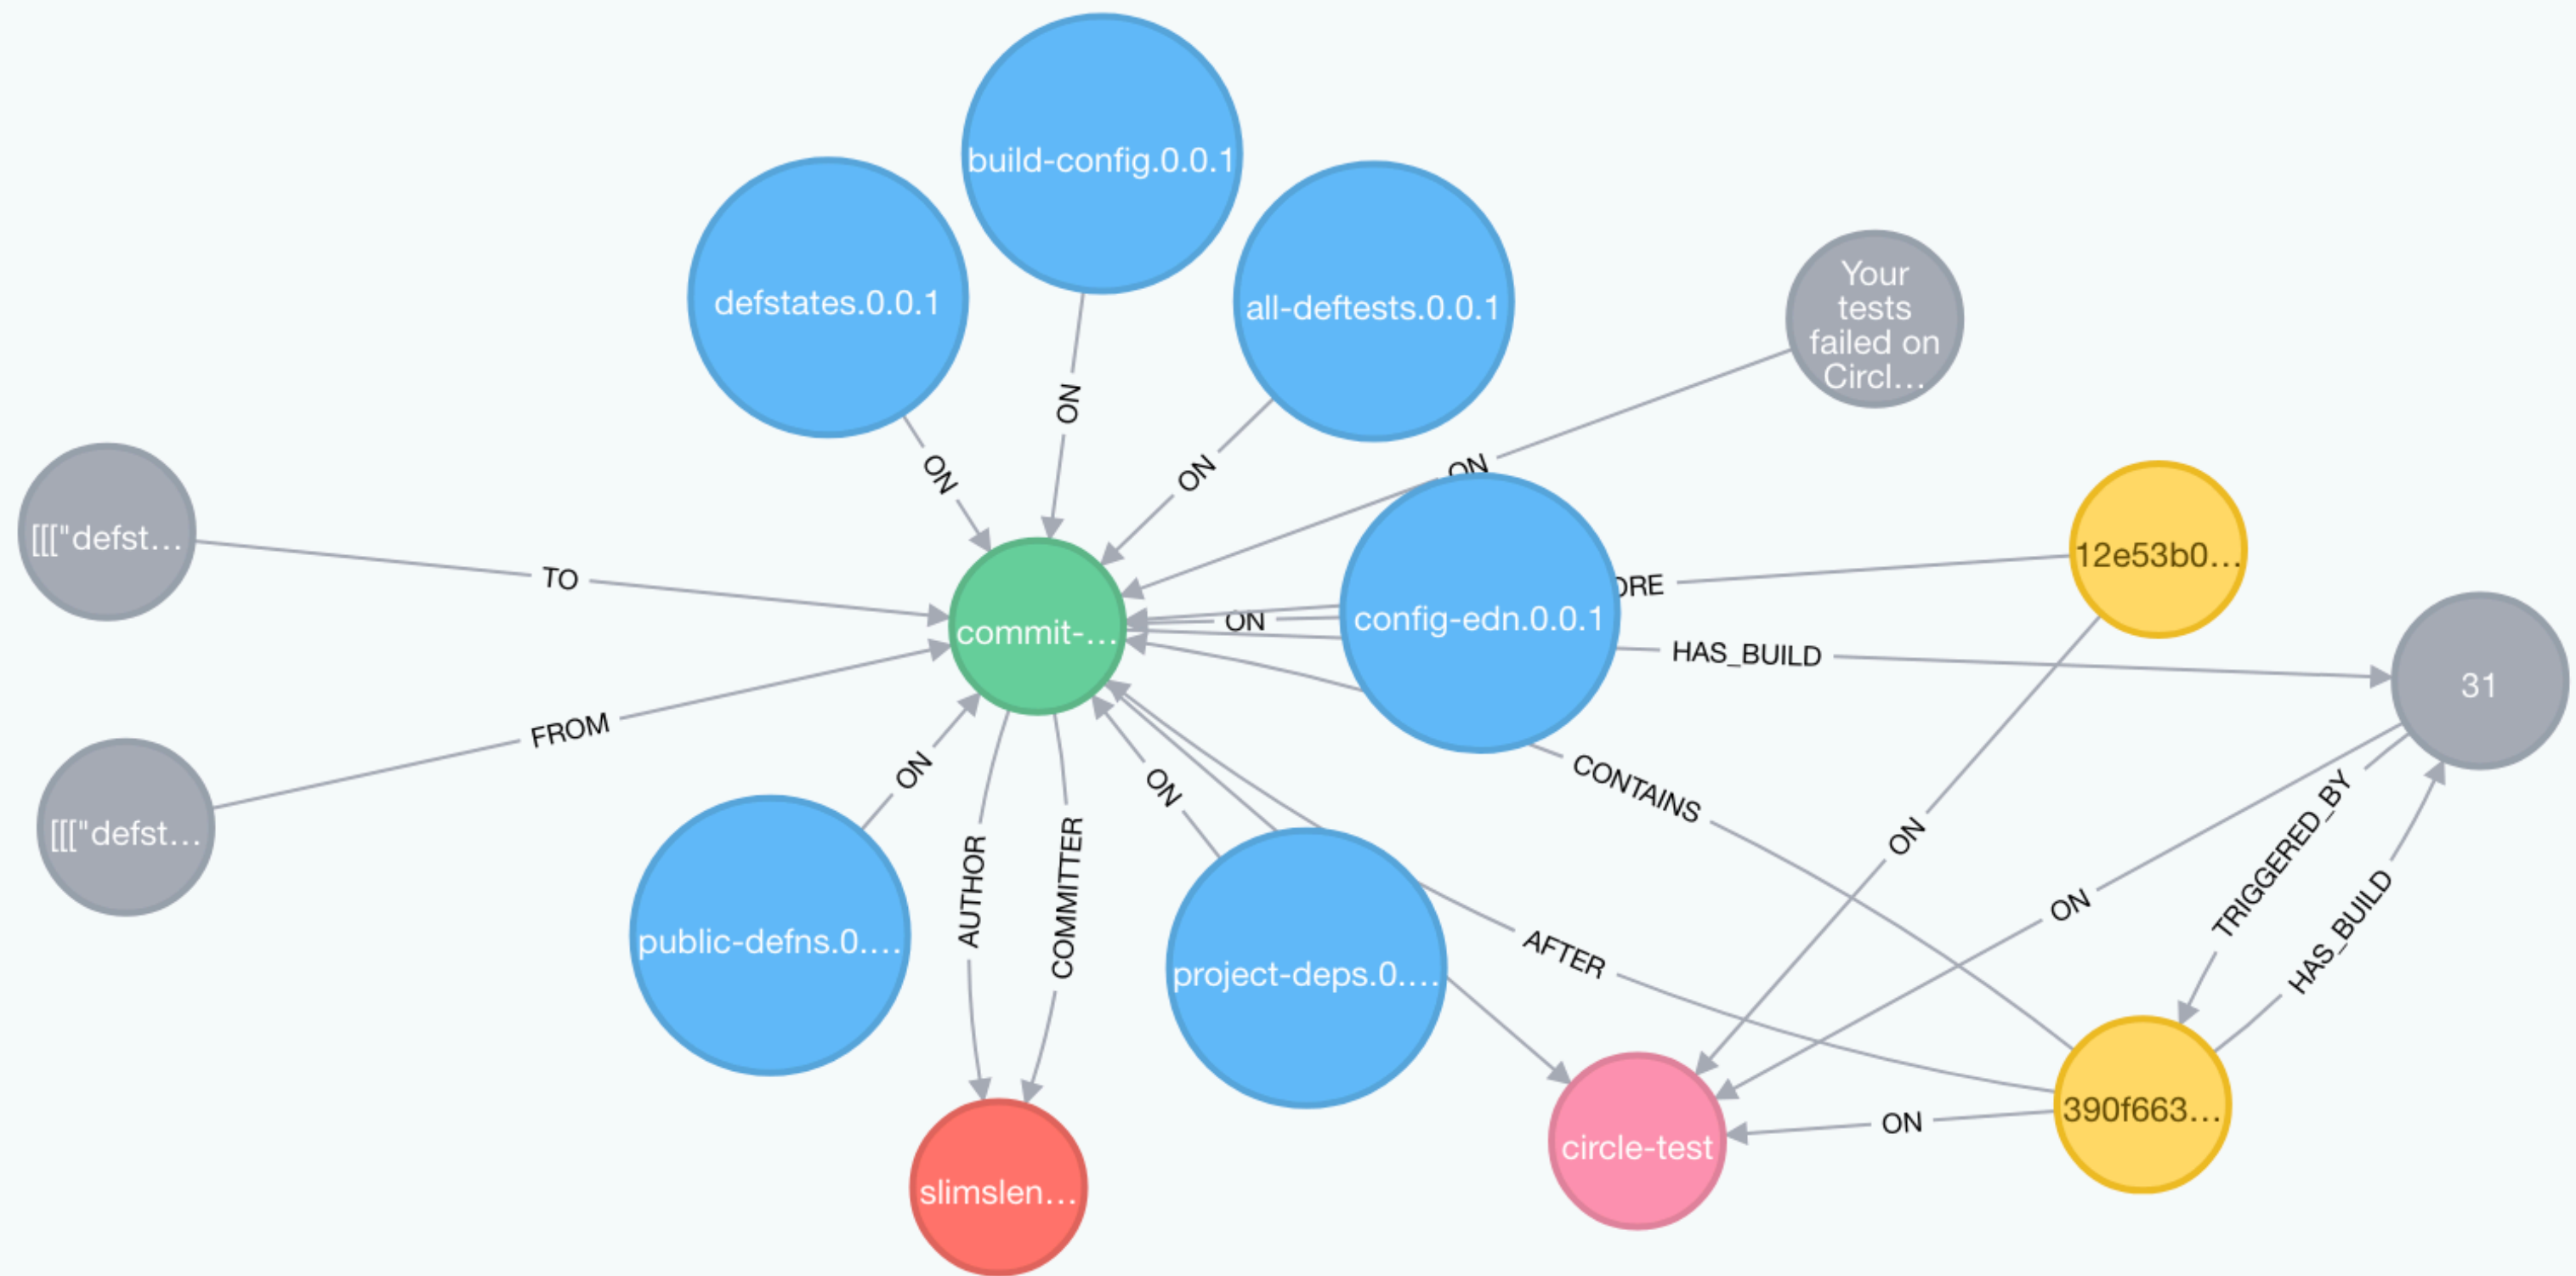 build-config.0.0.1
defstates.0.0.1
all-deftests.0.0.1
Your
tests
failed on
Circl...
ON
ON
ON
ON
[[["defst...
TO
12e53b0...
commit-...
ON
config-edn.0.0.1
HAS_BUILD
31
FROM
[[["defst...
ON
ON
CONTAINS
ON
TRIGGERED_BY
HAS_BUILD
ON
AUTHOR
COMMITTER
public-defns.0....
project-deps.0....
AFTER
390f663...
ON
circle-test
slimslen...